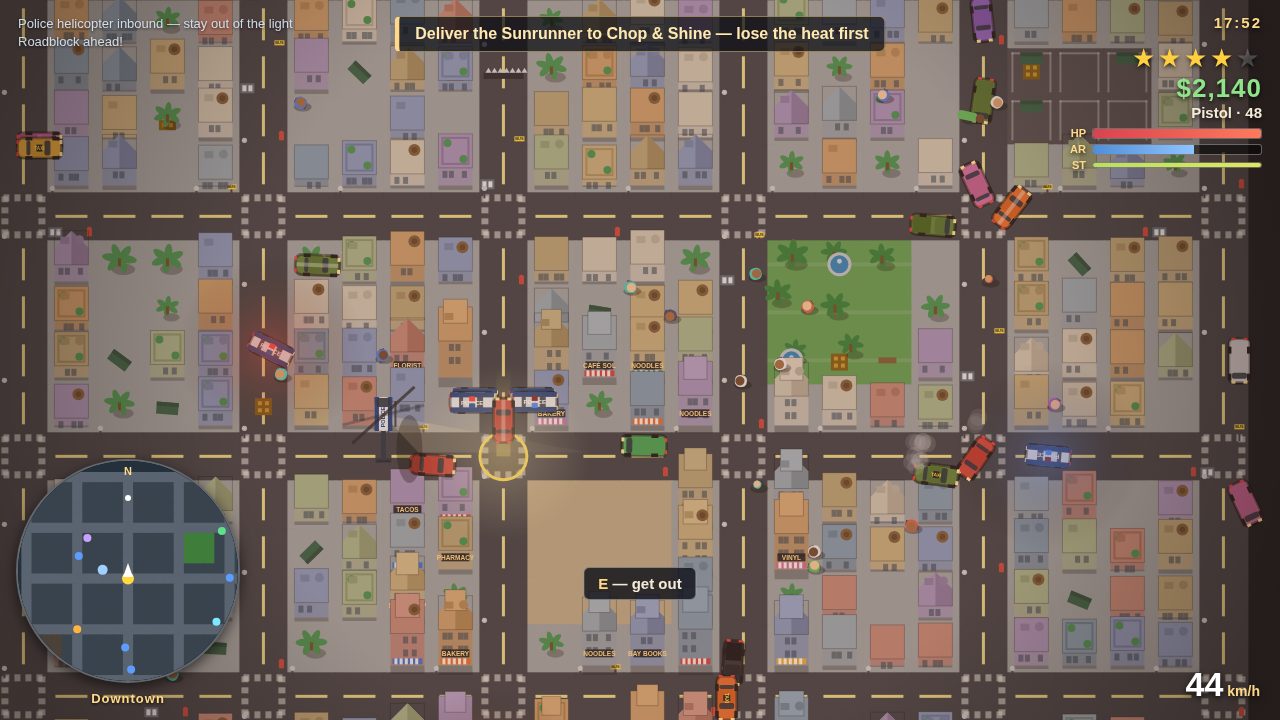 Police helicopter inbound — stay out of the light
Roadblock ahead!
Deliver the Sunrunner to Chop & Shine — lose the heat first
17:52
$2,140
Pistol · 48
HP
AR
ST
FLORIST
CAFÉ SOL
NOODLES
BAKERY
NOODLES
TACOS
PHARMACY
VINYL
TAXI
E — get out
BAKERY
NOODLES
BAY BOOKS
N
Downtown
44 km/h